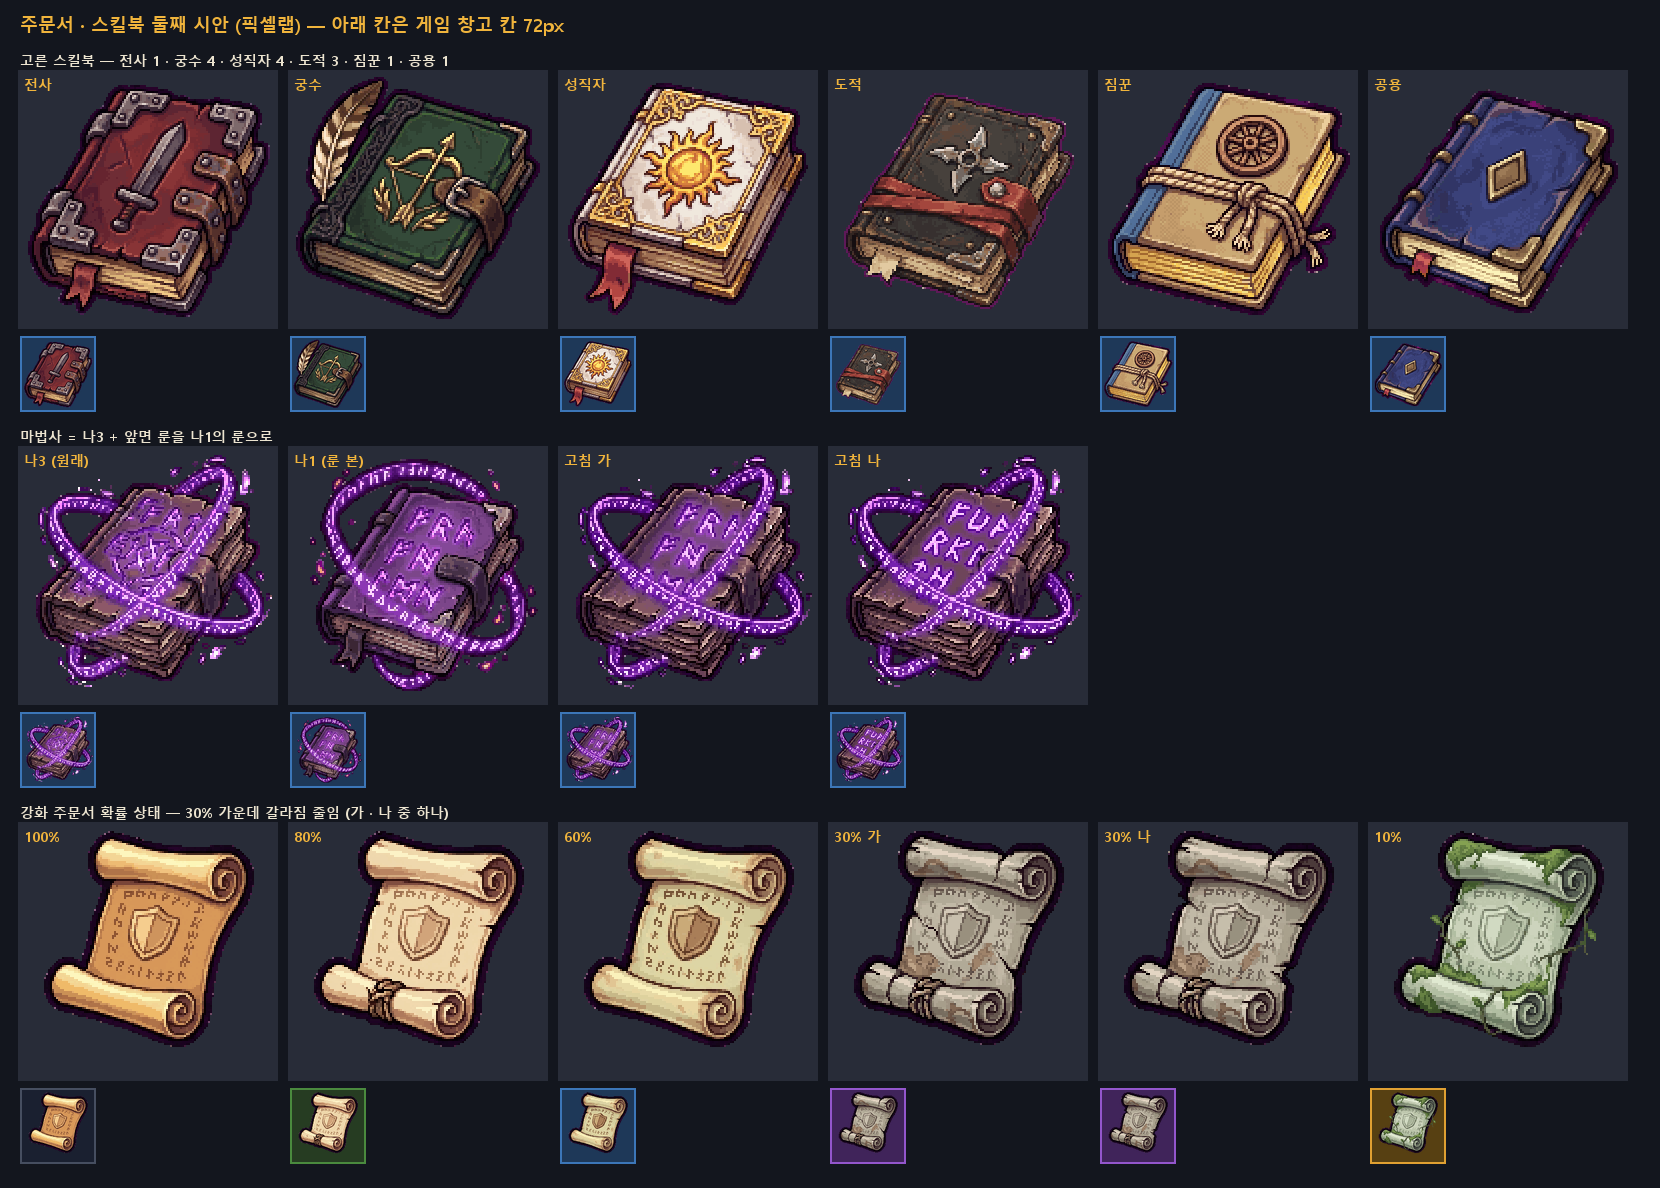 주문서 · 스킬북 둘째 시안 (픽셀랩) — 아래 칸은 게임 창고 칸 72px
고른 스킬북 — 전사 1 · 궁수 4 · 성직자 4 · 도적 3 · 짐꾼 1 · 공용 1
전사
궁수
성직자
도적
짐꾼
공용
마법사 = 나3 + 앞면 룬을 나1의 룬으로
나3 (원래)
나1 (룬 본)
고침 가
고침 나
강화 주문서 확률 상태 — 30% 가운데 갈라짐 줄임 (가 · 나 중 하나)
100%
80%
60%
30% 가
30% 나
10%